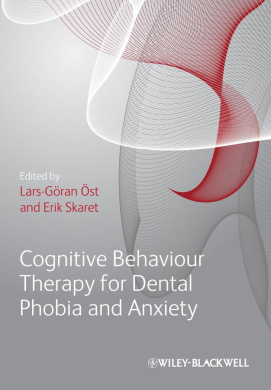 Edited by
Lars-Göran Öst
and Erik Skaret
Cognitive Behaviour
Therapy for Dental
Phobia and Anxiety
WILEY-BLACKWELL